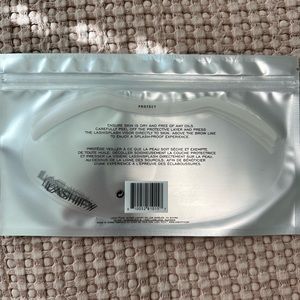 PROTECT
ENSURE SKIN IS DRY AND FREE OF ANY OILS
CAREFULLY PEEL OFF THE PROTECTIVE LAYER AND PRESS
THE LASHSPLASH VISOR DIRECTLY TO SKIN, ABOVE THE BROW LINE
TO ENJOY A SPLASH-PROOF EXPERIENCE.
PROTÈGE VEILLER À CE QUE LA PEAU SOIT SÈCHE ET EXEMPTE
DE TOUTE HUILE. DÉCOLLER SOIGNEUSEMENT LA COUCHE PROTECTRICE
ET PRESSER LA VISIÈRE LASHSPLASH DIRECTEMENT SUR LA PEAU,
AU-DESSUS DE LA LIGNE DES SOURCILS, AFIN DE BÉNÉFICIER
D'UNE EXPÉRIENCE À L'ÉPREUVE DES ÉCLABOUSSURES.
LASHIFY